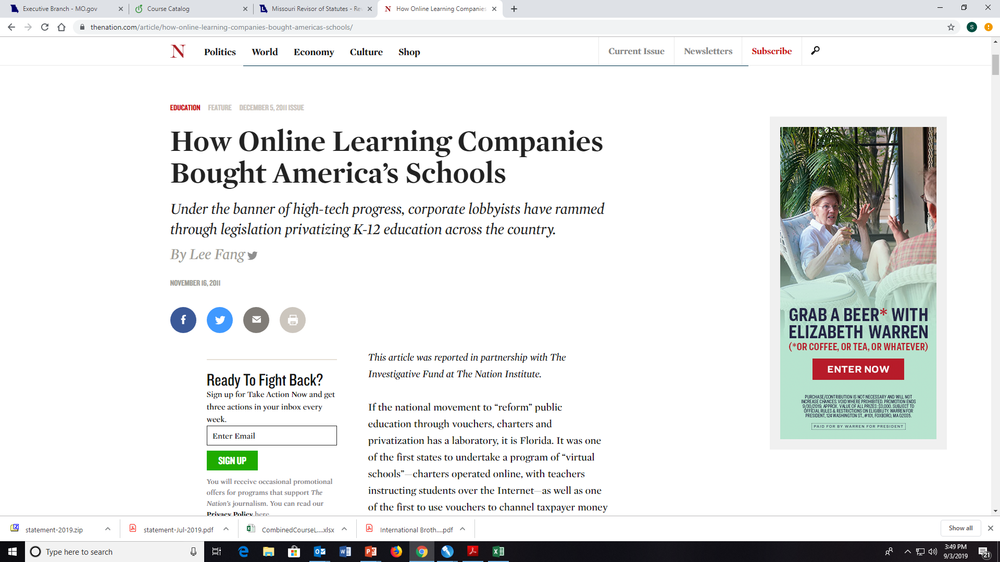 Executive Branch - MO.gov
Course Catalog
Missouri Revisor of Statutes - Re
How Online Learning Companies
thenation.com/article/how-online-learning-companies-bought-americas-schools/
S
N
Politics
World
Economy
Culture
Shop
Current Issue
Newsletters
Subscribe
EDUCATION FEATURE DECEMBER 5, 2011 ISSUE
How Online Learning Companies
Bought America’s Schools
Under the banner of high-tech progress, corporate lobbyists have rammed
through legislation privatizing K-12 education across the country.
By Lee Fang
NOVEMBER 16, 2011
Ready To Fight Back?
Sign up for Take Action Now and get
three actions in your inbox every
week.
Enter Email
SIGN UP
You will receive occasional promotional
offers for programs that support The
Nation’s journalism. You can read our
Privacy Policy here
This article was reported in partnership with The
Investigative Fund at The Nation Institute.
If the national movement to “reform” public
education through vouchers, charters and
privatization has a laboratory, it is Florida. It was one
of the first states to undertake a program of “virtual
schools”—charters operated online, with teachers
instructing students over the Internet—as well as one
of the first to use vouchers to channel taxpayer money
GRAB A BEER* WITH
ELIZABETH WARREN
(*OR COFFEE, OR TEA, OR WHATEVER)
ENTER NOW
PURCHASE/CONTRIBUTION IS NOT NECESSARY AND WILL NOT
INCREASE CHANCES. VOID WHERE PROHIBITED. PROMOTION ENDS
9/30/2019. APPROX. VALUE OF ALL PRIZES: $3,000. SUBJECT TO
OFFICIAL RULES & RESTRICTIONS ON ELIGIBILITY. WARREN FOR
PRESIDENT, 124 WASHINGTON ST., #101, FOXBORO, MA 02035.
PAID FOR BY WARREN FOR PRESIDENT
statement-2019.zip
statement-Jul-2019.pdf
CombinedCourseL....xlsx
International Broth....pdf
Show all
Type here to search
3:49 PM
9/3/2019
21